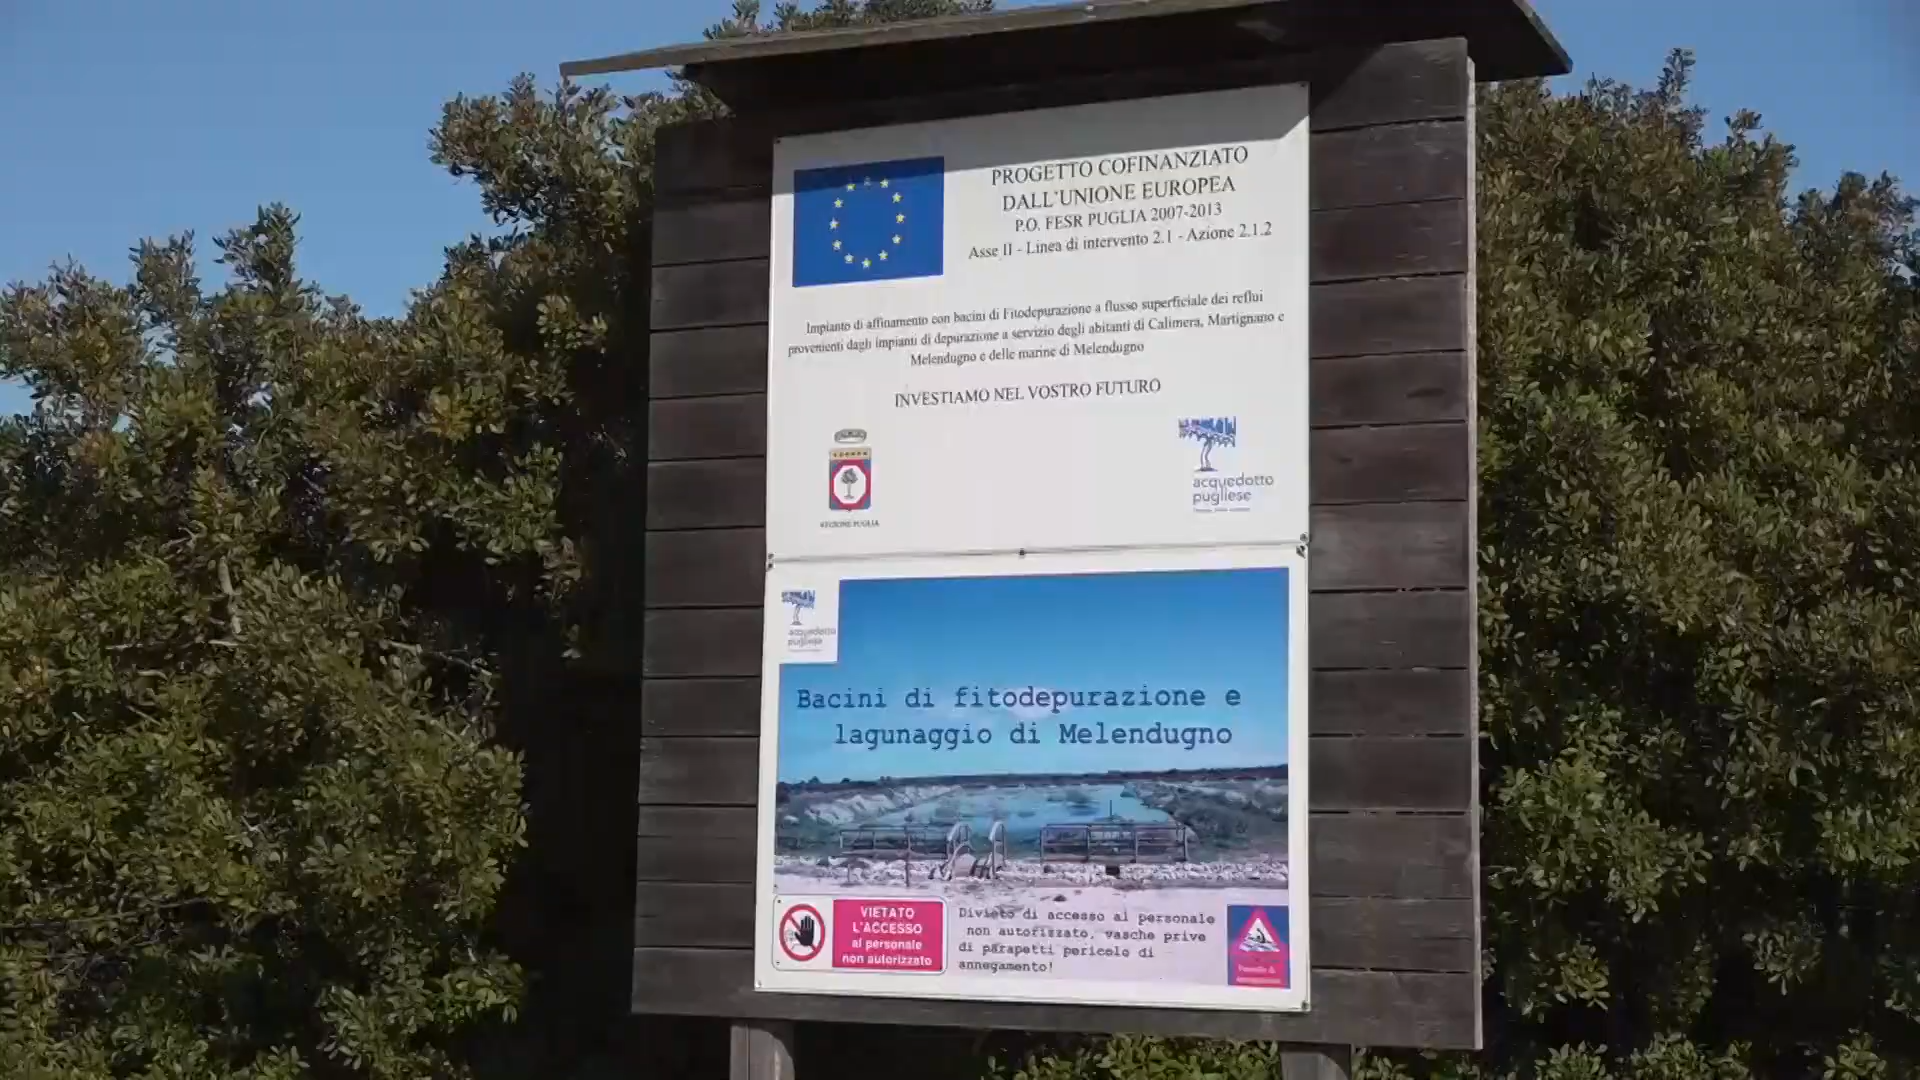 PROGETTO COFINANZIATO
DALL'UNIONE EUROPEA
P.O. FESR PUGLIA 2007-2013
Asse II - Linea di intervento 2.1 - Azione 2.1.2
Impianto di affinamento con bacini di Fitodepurazione a flusso superficiale dei reflui
provenienti dagli impianti di depurazione a servizio degli abitanti di Calimera, Martignano e
Melendugno e delle marine di Melendugno
INVESTIAMO NEL VOSTRO FUTURO
REGIONE PUGLIA
acquedotto
pugliese
acquedotto
pugliese
Bacini di fitodepurazione e
lagunaggio di Melendugno
VIETATO
L'ACCESSO
al personale
non autorizzato
Divieto di accesso al personale
non autorizzato, vasche prive
di parapetti pericolo di
annegamento!